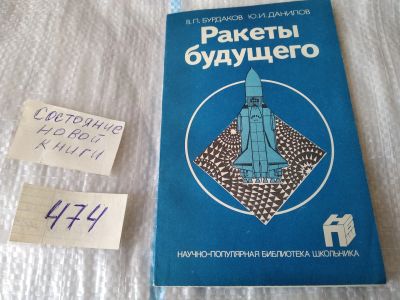 В.П. БУРДАКОВ Ю.И. ДАНИЛОВ
Ракеты
будущего
НАУЧНО-ПОПУЛЯРНАЯ БИБЛИОТЕКА ШКОЛЬНИКА
Состояние
новой
книги
474